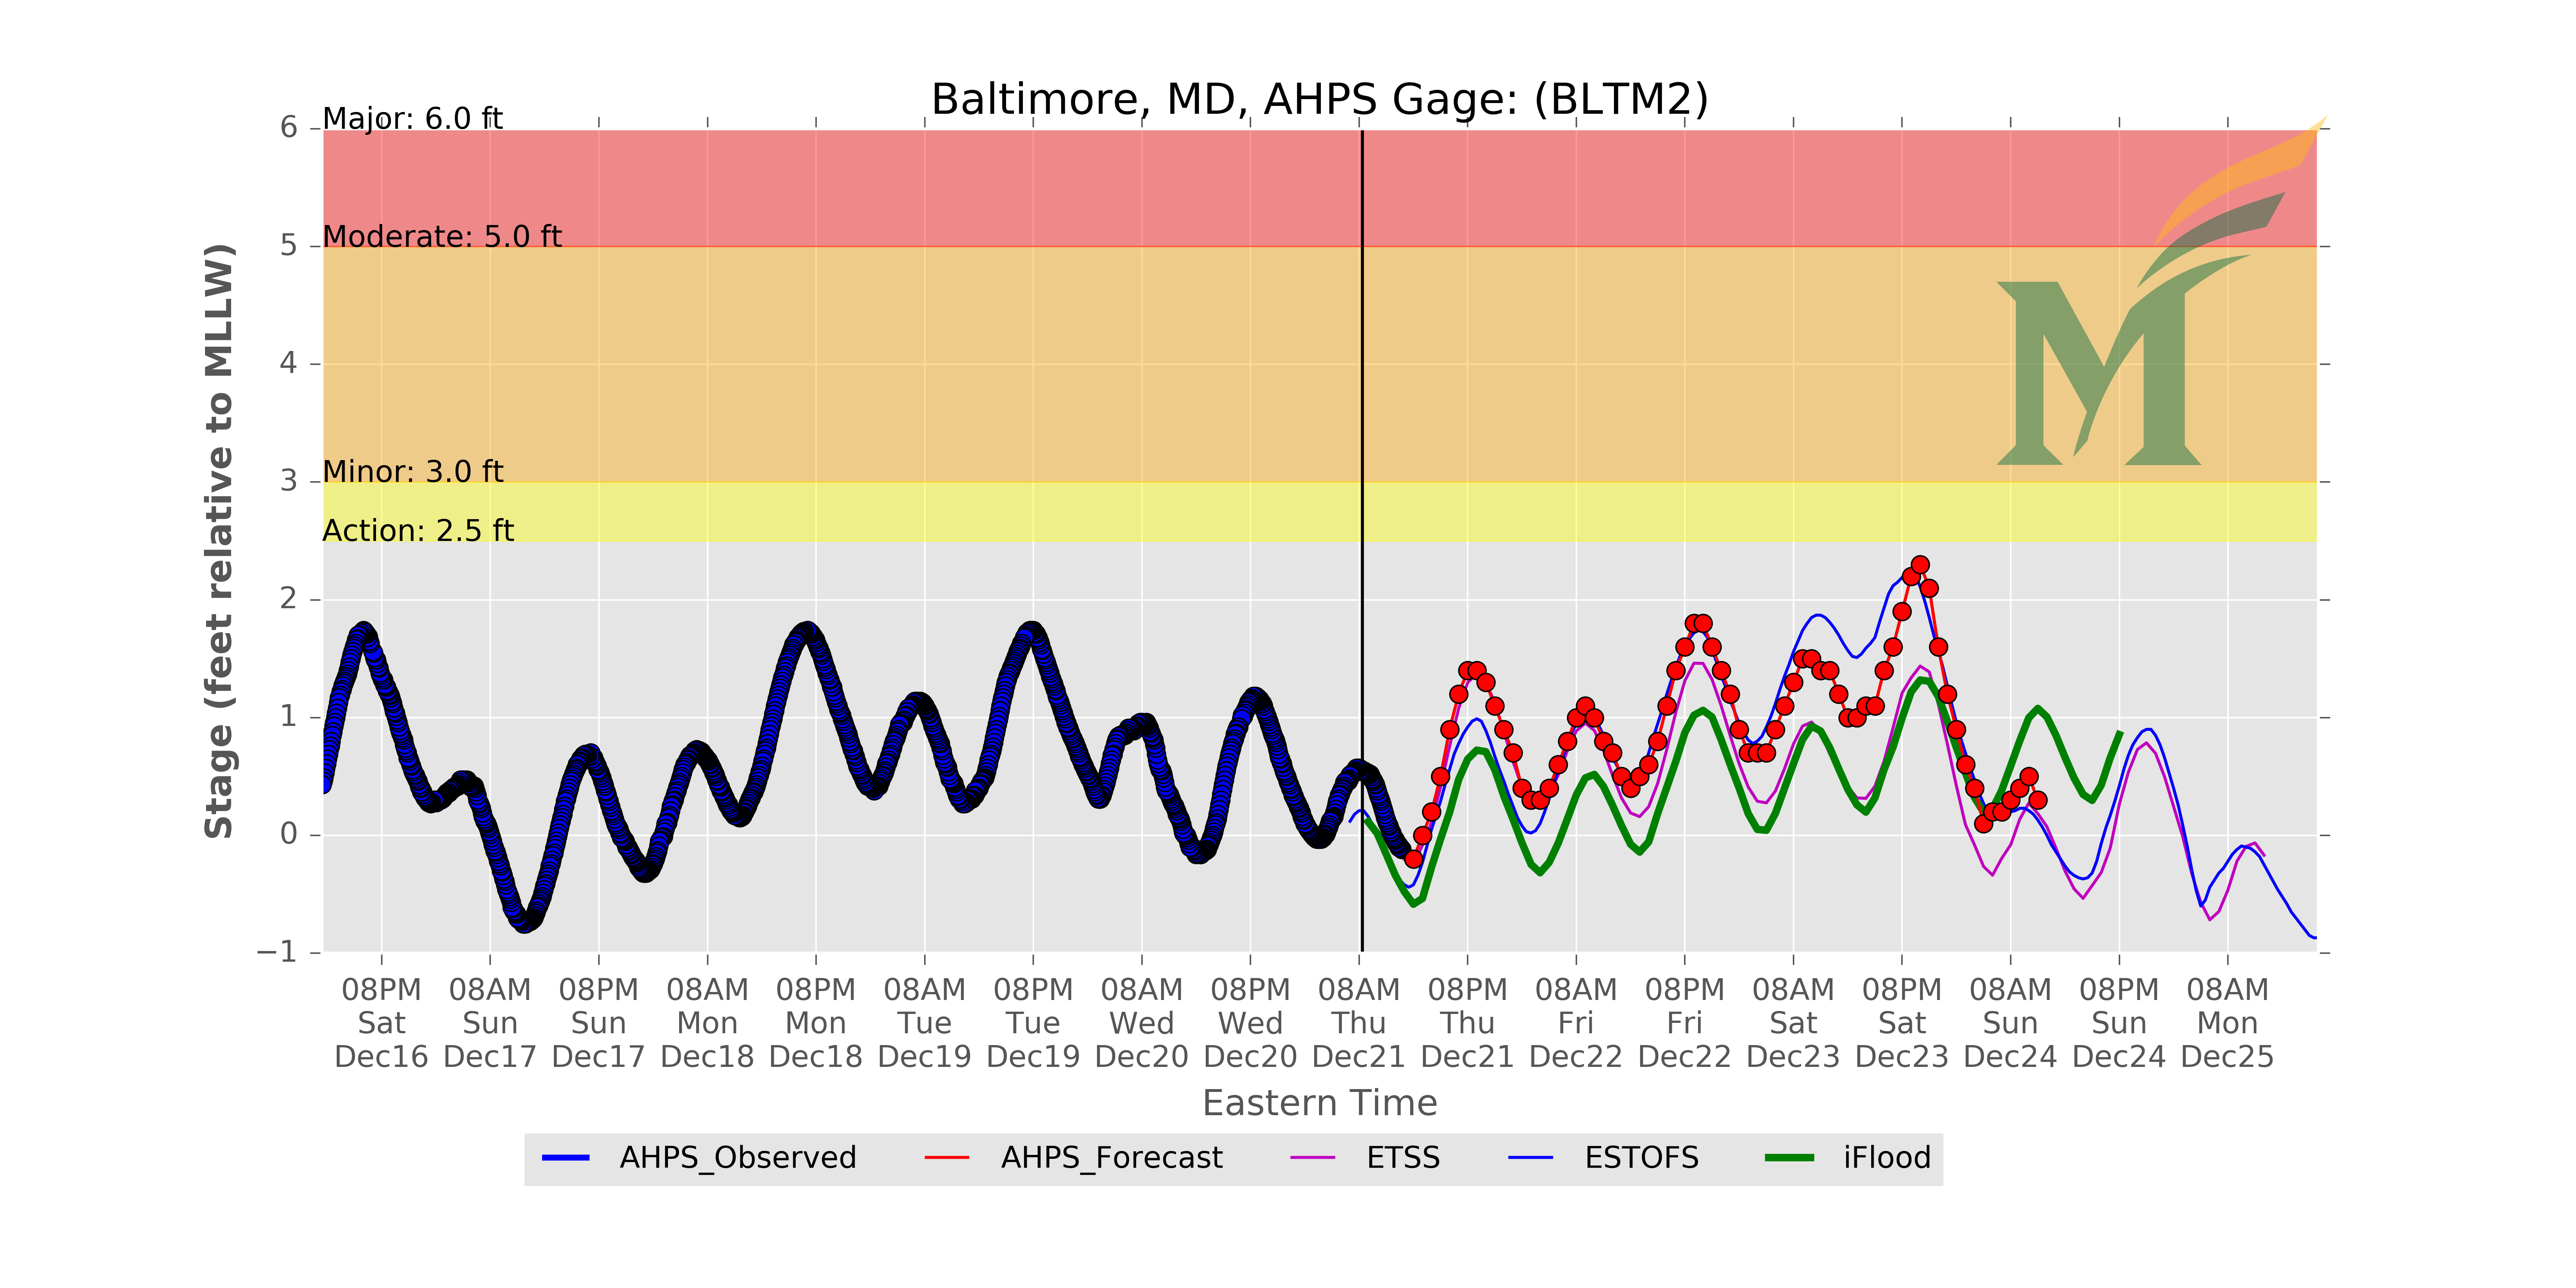 Baltimore, MD, AHPS Gage: (BLTM2)
Stage (feet relative to MLLW)
6
5
4
3
2
1
0
−1
Major: 6.0 ft
Moderate: 5.0 ft
Minor: 3.0 ft
Action: 2.5 ft
08PM 08AM 08PM 08AM 08PM 08AM 08PM 08AM 08PM 08AM 08PM 08AM 08PM 08AM 08PM 08AM 08PM 08AM
Sat Sun Sun Mon Mon Tue Tue Wed Wed Thu Thu Fri Fri Sat Sat Sun Sun Mon
Dec16 Dec17 Dec17 Dec18 Dec18 Dec19 Dec19 Dec20 Dec20 Dec21 Dec21 Dec22 Dec22 Dec23 Dec23 Dec24 Dec24 Dec25
Eastern Time
AHPS_Observed AHPS_Forecast ETSS ESTOFS iFlood
M